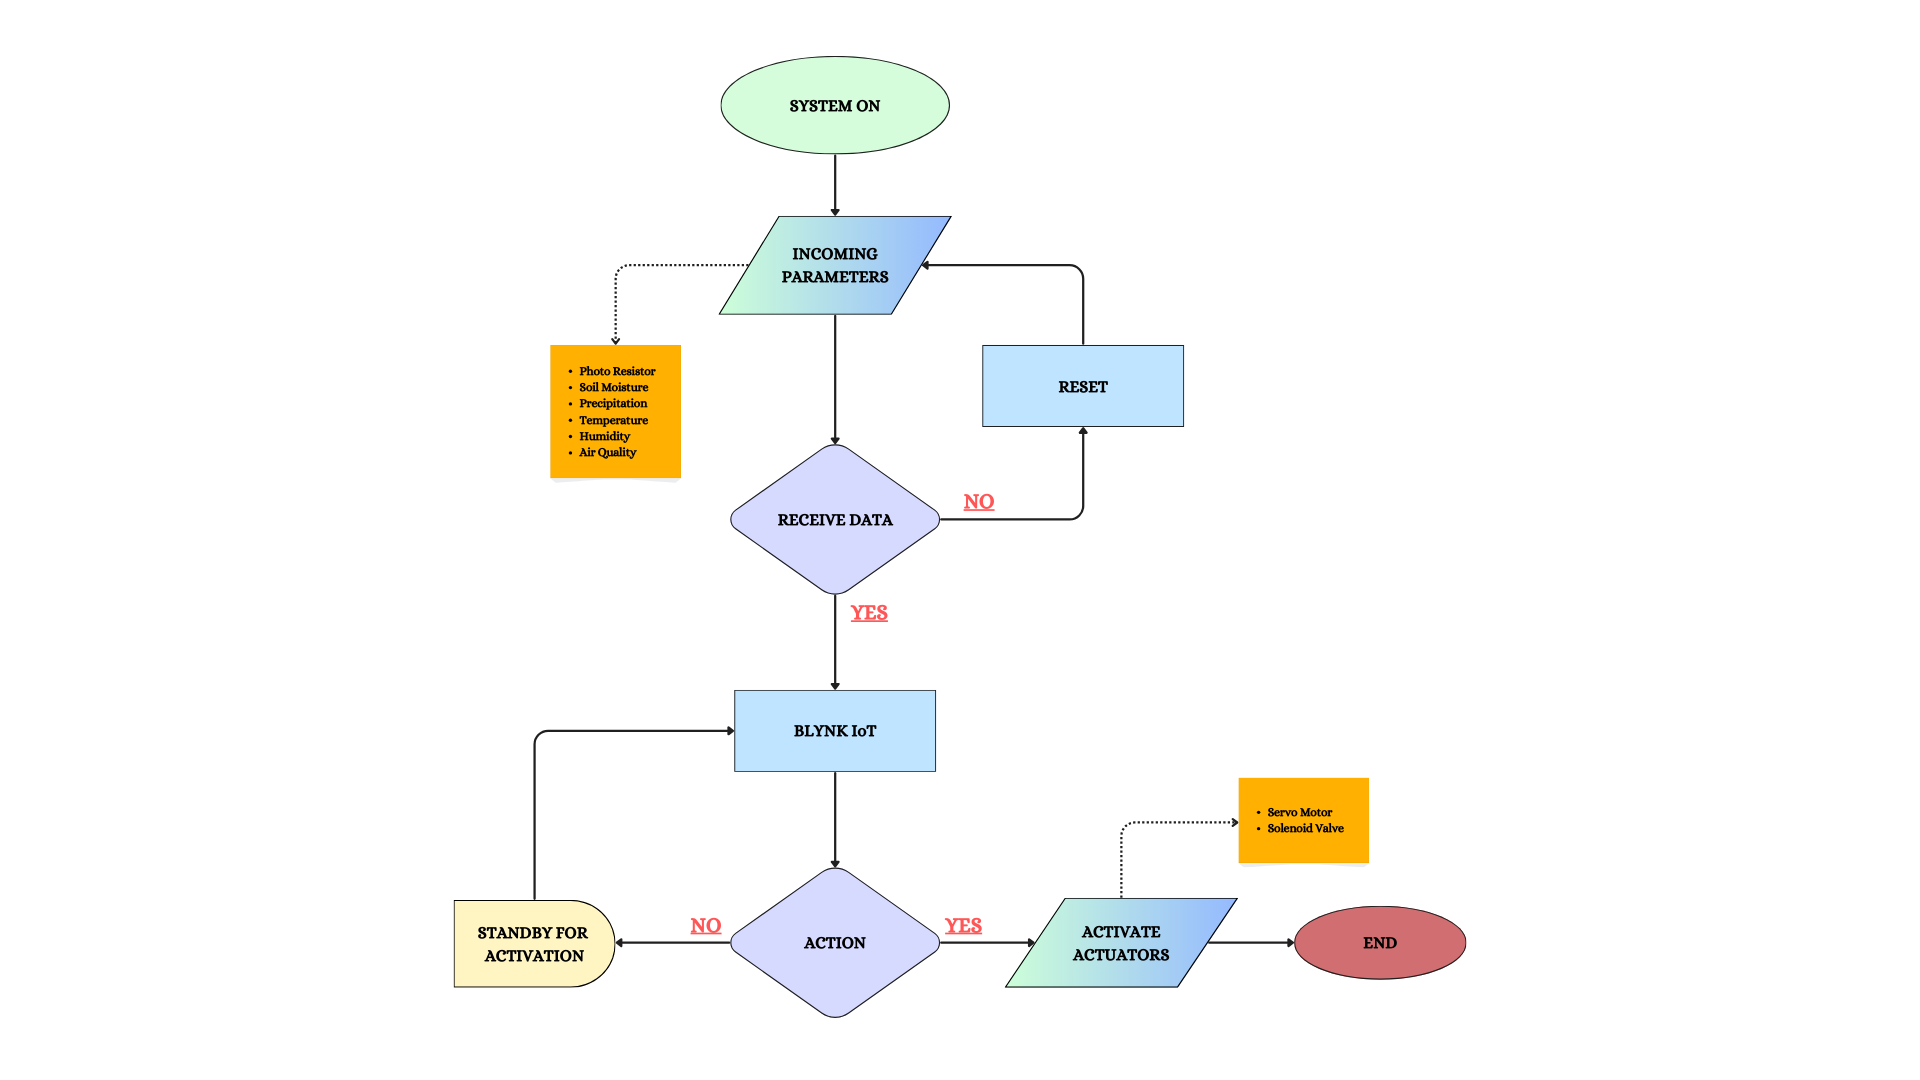 SYSTEM ON
INCOMING
PARAMETERS
• Photo Resistor
• Soil Moisture
• Precipitation
• Temperature
• Humidity
• Air Quality
RESET
NO
RECEIVE DATA
YES
BLYNK IoT
• Servo Motor
• Solenoid Valve
STANDBY FOR
ACTIVATION
NO
ACTION
YES
ACTIVATE
ACTUATORS
END